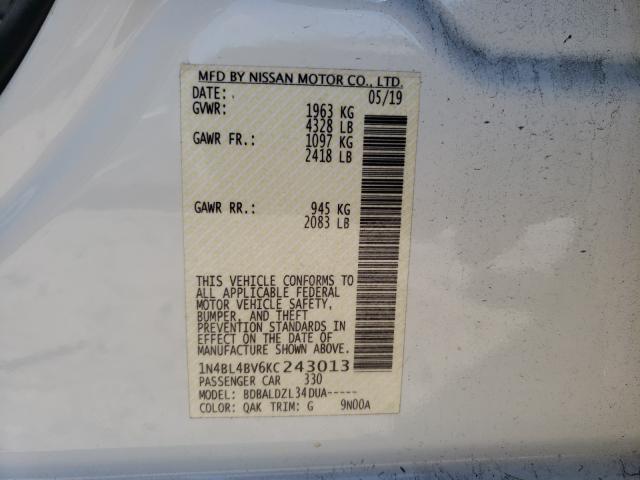 MFD BY NISSAN MOTOR CO., LTD.
DATE: . 05/19
GVWR: 1963 KG
4328 LB
GAWR FR.: 1097 KG
2418 LB
GAWR RR.: 945 KG
2083 LB
THIS VEHICLE CONFORMS TO
ALL APPLICABLE FEDERAL
MOTOR VEHICLE SAFETY,
BUMPER, AND THEFT
PREVENTION STANDARDS IN
EFFECT ON THE DATE OF
MANUFACTURE SHOWN ABOVE.
1N4BL4BV6KC243013
PASSENGER CAR 330
MODEL: BDBALDZL34DUA-----
COLOR: QAK TRIM: G 9N00A